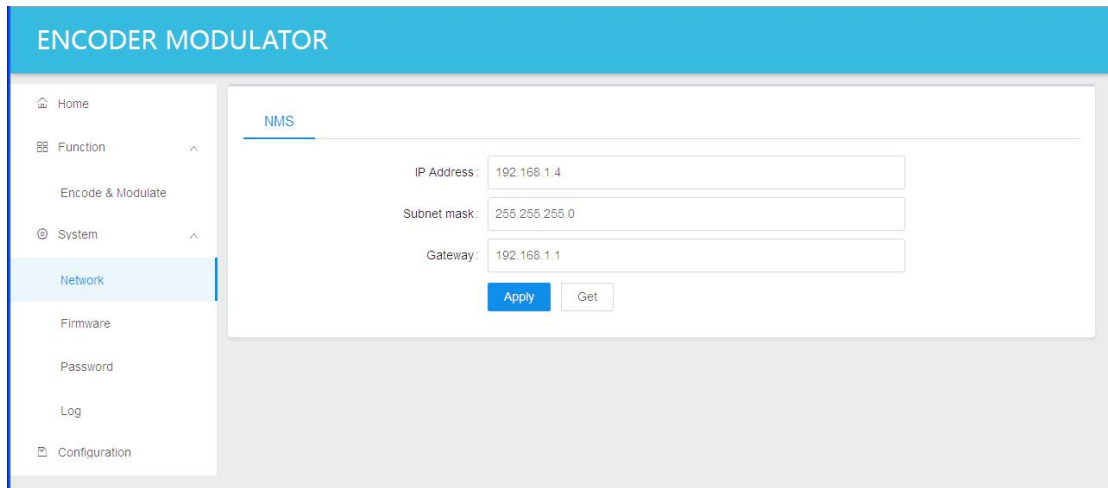 ENCODER MODULATOR
Home
Function
Encode & Modulate
System
Network
Firmware
Password
Log
Configuration
NMS
IP Address: 192.168.1.4
Subnet mask: 255.255.255.0
Gateway: 192.168.1.1
Apply Get